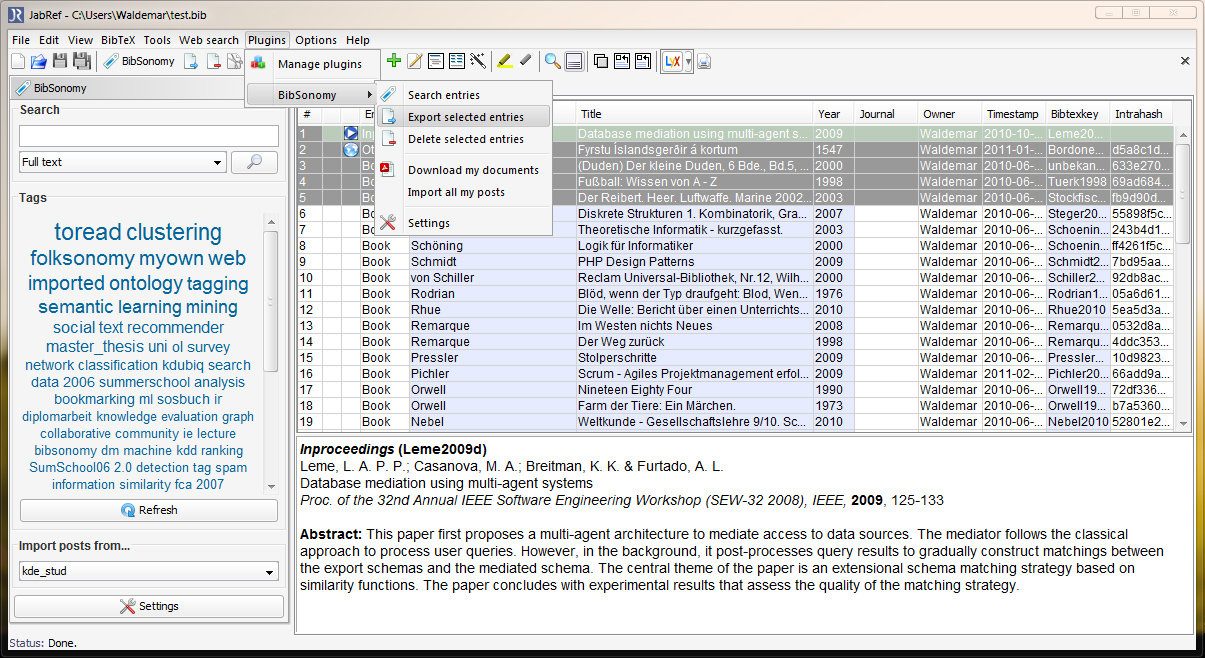 JabRef - C:\Users\Waldemar\test.bib
File Edit View BibTeX Tools Web search Plugins Options Help
BibSonomy
Manage plugins
BibSonomy
Search entries
Export selected entries
Delete selected entries
Download my documents
Import all my posts
Settings
BibSonomy
Search
Full text
Tags
toread clustering
folksonomy myown web
imported ontology tagging
semantic learning mining
social text recommender
master_thesis uni ol survey
network classification kdubiq search
data 2006 summerschool analysis
bookmarking ml sosbuch ir
diplomarbeit knowledge evaluation graph
collaborative community ie lecture
bibsonomy dm machine kdd ranking
SumSchool06 2.0 detection tag spam
information similarity fca 2007
Refresh
Import posts from...
kde_stud
Settings
# Title Year Journal Owner Timestamp Bibtexkey Intrahash
1 Database mediation using multi-agent s... 2009 Waldemar 2010-10-... Leme20...
2 Fyrstu Íslandsgerðir á kortum 1547 Waldemar 2011-01-... Bordone... d5a8c1d...
3 (Duden) Der kleine Duden, 6 Bde., Bd.5, ... 2000 Waldemar 2010-06-... unbekan... 633e270...
4 Fußball: Wissen von A - Z 1998 Waldemar 2010-06-... Tuerk1998 69ad684...
5 Der Reibert. Heer. Luftwaffe. Marine 2002... 2003 Waldemar 2010-06-... Stockfisc... fb9d90d...
6 Diskrete Strukturen 1. Kombinatorik, Gra... 2007 Waldemar 2010-06-... Steger20... 55898f5c...
7 Theoretische Informatik - kurzgefasst. 2003 Waldemar 2010-06-... Schoenin... 243b4d1...
8 Book Schöning Logik für Informatiker 2000 Waldemar 2010-06-... Schoenin... ff4261f5c...
9 Book Schmidt PHP Design Patterns 2009 Waldemar 2010-06-... Schmidt2... 7bd95aa...
10 Book von Schiller Reclam Universal-Bibliothek, Nr.12, Wilh... 2000 Waldemar 2010-06-... Schiller2... 92db8ac...
11 Book Rodrian Blöd, wenn der Typ draufgeht: Blod, Wen... 1976 Waldemar 2010-06-... Rodrian1... 05a6d61...
12 Book Rhue Die Welle: Bericht über einen Unterrichts... 2010 Waldemar 2010-06-... Rhue2010 5ea5d3a...
13 Book Remarque Im Westen nichts Neues 2008 Waldemar 2010-06-... Remarqu... 0532d8a...
14 Book Remarque Der Weg zurück 1998 Waldemar 2010-06-... Remarqu... 4ddc353...
15 Book Pressler Stolperschritte 2009 Waldemar 2010-06-... Pressler... 10d9823...
16 Book Pichler Scrum - Agiles Projektmanagement erfol... 2009 Waldemar 2011-02-... Pichler20... 66add9a...
17 Book Orwell Nineteen Eighty Four 1990 Waldemar 2010-06-... Orwell19... 72df336...
18 Book Orwell Farm der Tiere: Ein Märchen. 1973 Waldemar 2010-06-... Orwell19... b7a5360...
19 Book Nebel Weltkunde - Gesellschaftslehre 9/10. Sc... 2010 Waldemar 2010-06-... Nebel2010 52801e2...
Inproceedings (Leme2009d)
Leme, L. A. P. P.; Casanova, M. A.; Breitman, K. K. & Furtado, A. L.
Database mediation using multi-agent systems
Proc. of the 32nd Annual IEEE Software Engineering Workshop (SEW-32 2008), IEEE, 2009, 125-133
Abstract: This paper first proposes a multi-agent architecture to mediate access to data sources. The mediator follows the classical
approach to process user queries. However, in the background, it post-processes query results to gradually construct matchings between
the export schemas and the mediated schema. The central theme of the paper is an extensional schema matching strategy based on
similarity functions. The paper concludes with experimental results that assess the quality of the matching strategy.
Status: Done.